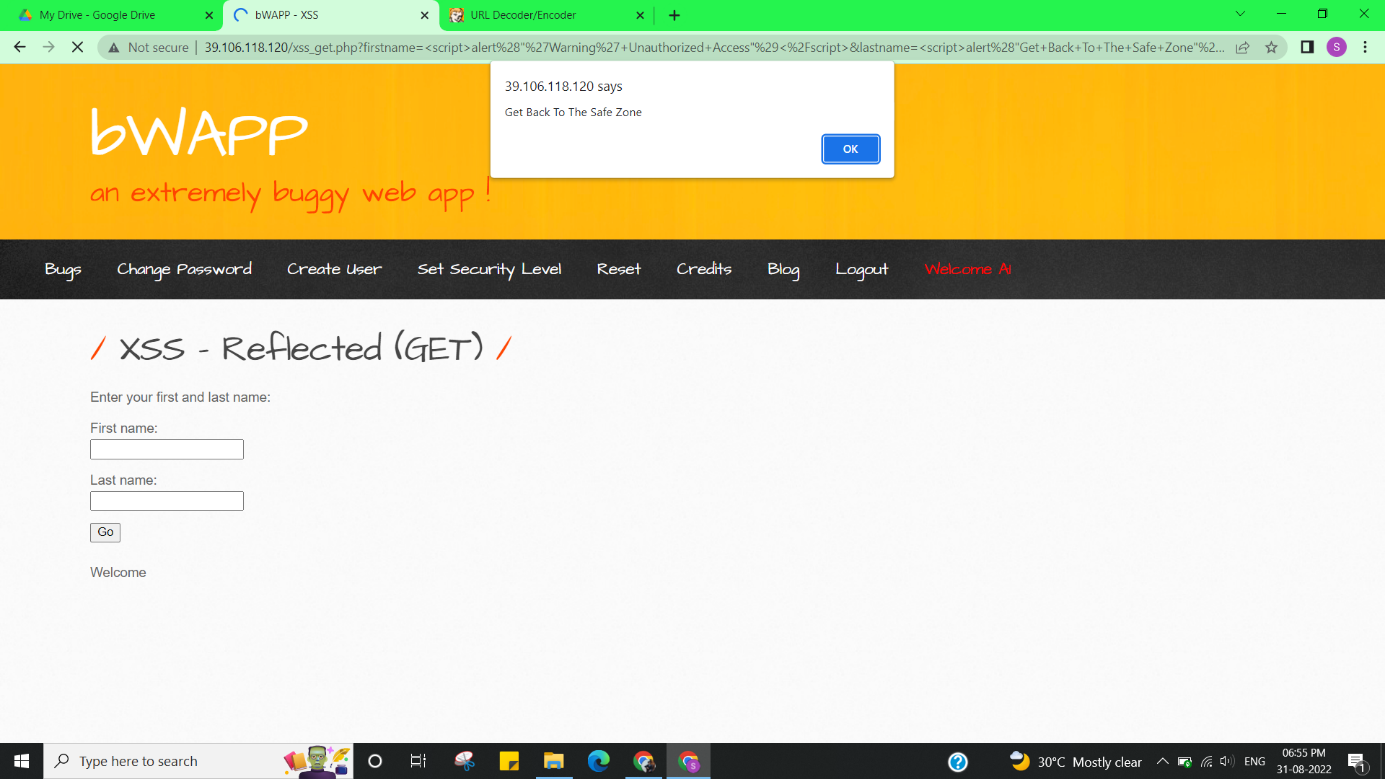 My Drive - Google Drive
bWAPP - XSS
URL Decoder/Encoder
Not secure
39.106.118.120/xss_get.php?firstname=<script>alert%28"%27Warning%27+Unauthorized+Access"%29<%2Fscript>&lastname=<script>alert%28"Get+Back+To+The+Safe+Zone"%2...
S
39.106.118.120 says
Get Back To The Safe Zone
OK
bWAPP
an extremely buggy web app !
Bugs Change Password Create User Set Security Level Reset Credits Blog Logout Welcome A!
/ XSS - Reflected (GET) /
Enter your first and last name:
First name:
Last name:
Go
Welcome
Type here to search
30°C Mostly clear
ENG
06:55 PM
31-08-2022
1